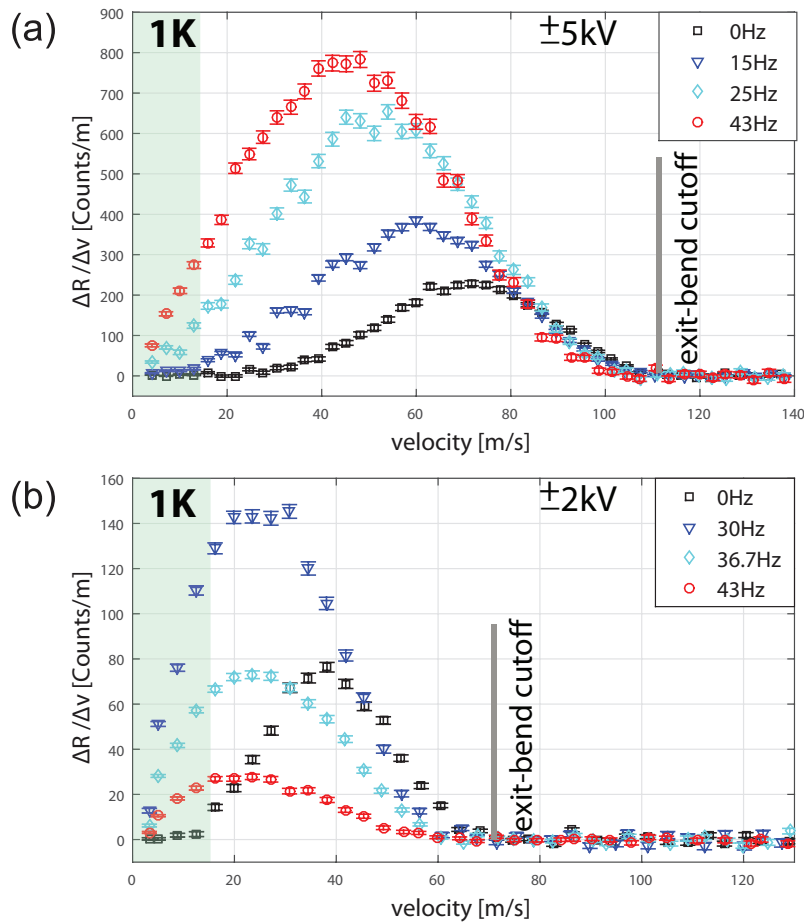 (a)
1K
±5kV
0Hz
15Hz
25Hz
43Hz
exit-bend cutoff
ΔR /Δv [Counts/m]
900
800
700
600
500
400
300
200
100
0
0
20
40
60
80
100
120
140
velocity [m/s]
(b)
1K
±2kV
0Hz
30Hz
36.7Hz
43Hz
exit-bend cutoff
ΔR /Δv [Counts/m]
160
140
120
100
80
60
40
20
0
0
20
40
60
80
100
120
velocity [m/s]